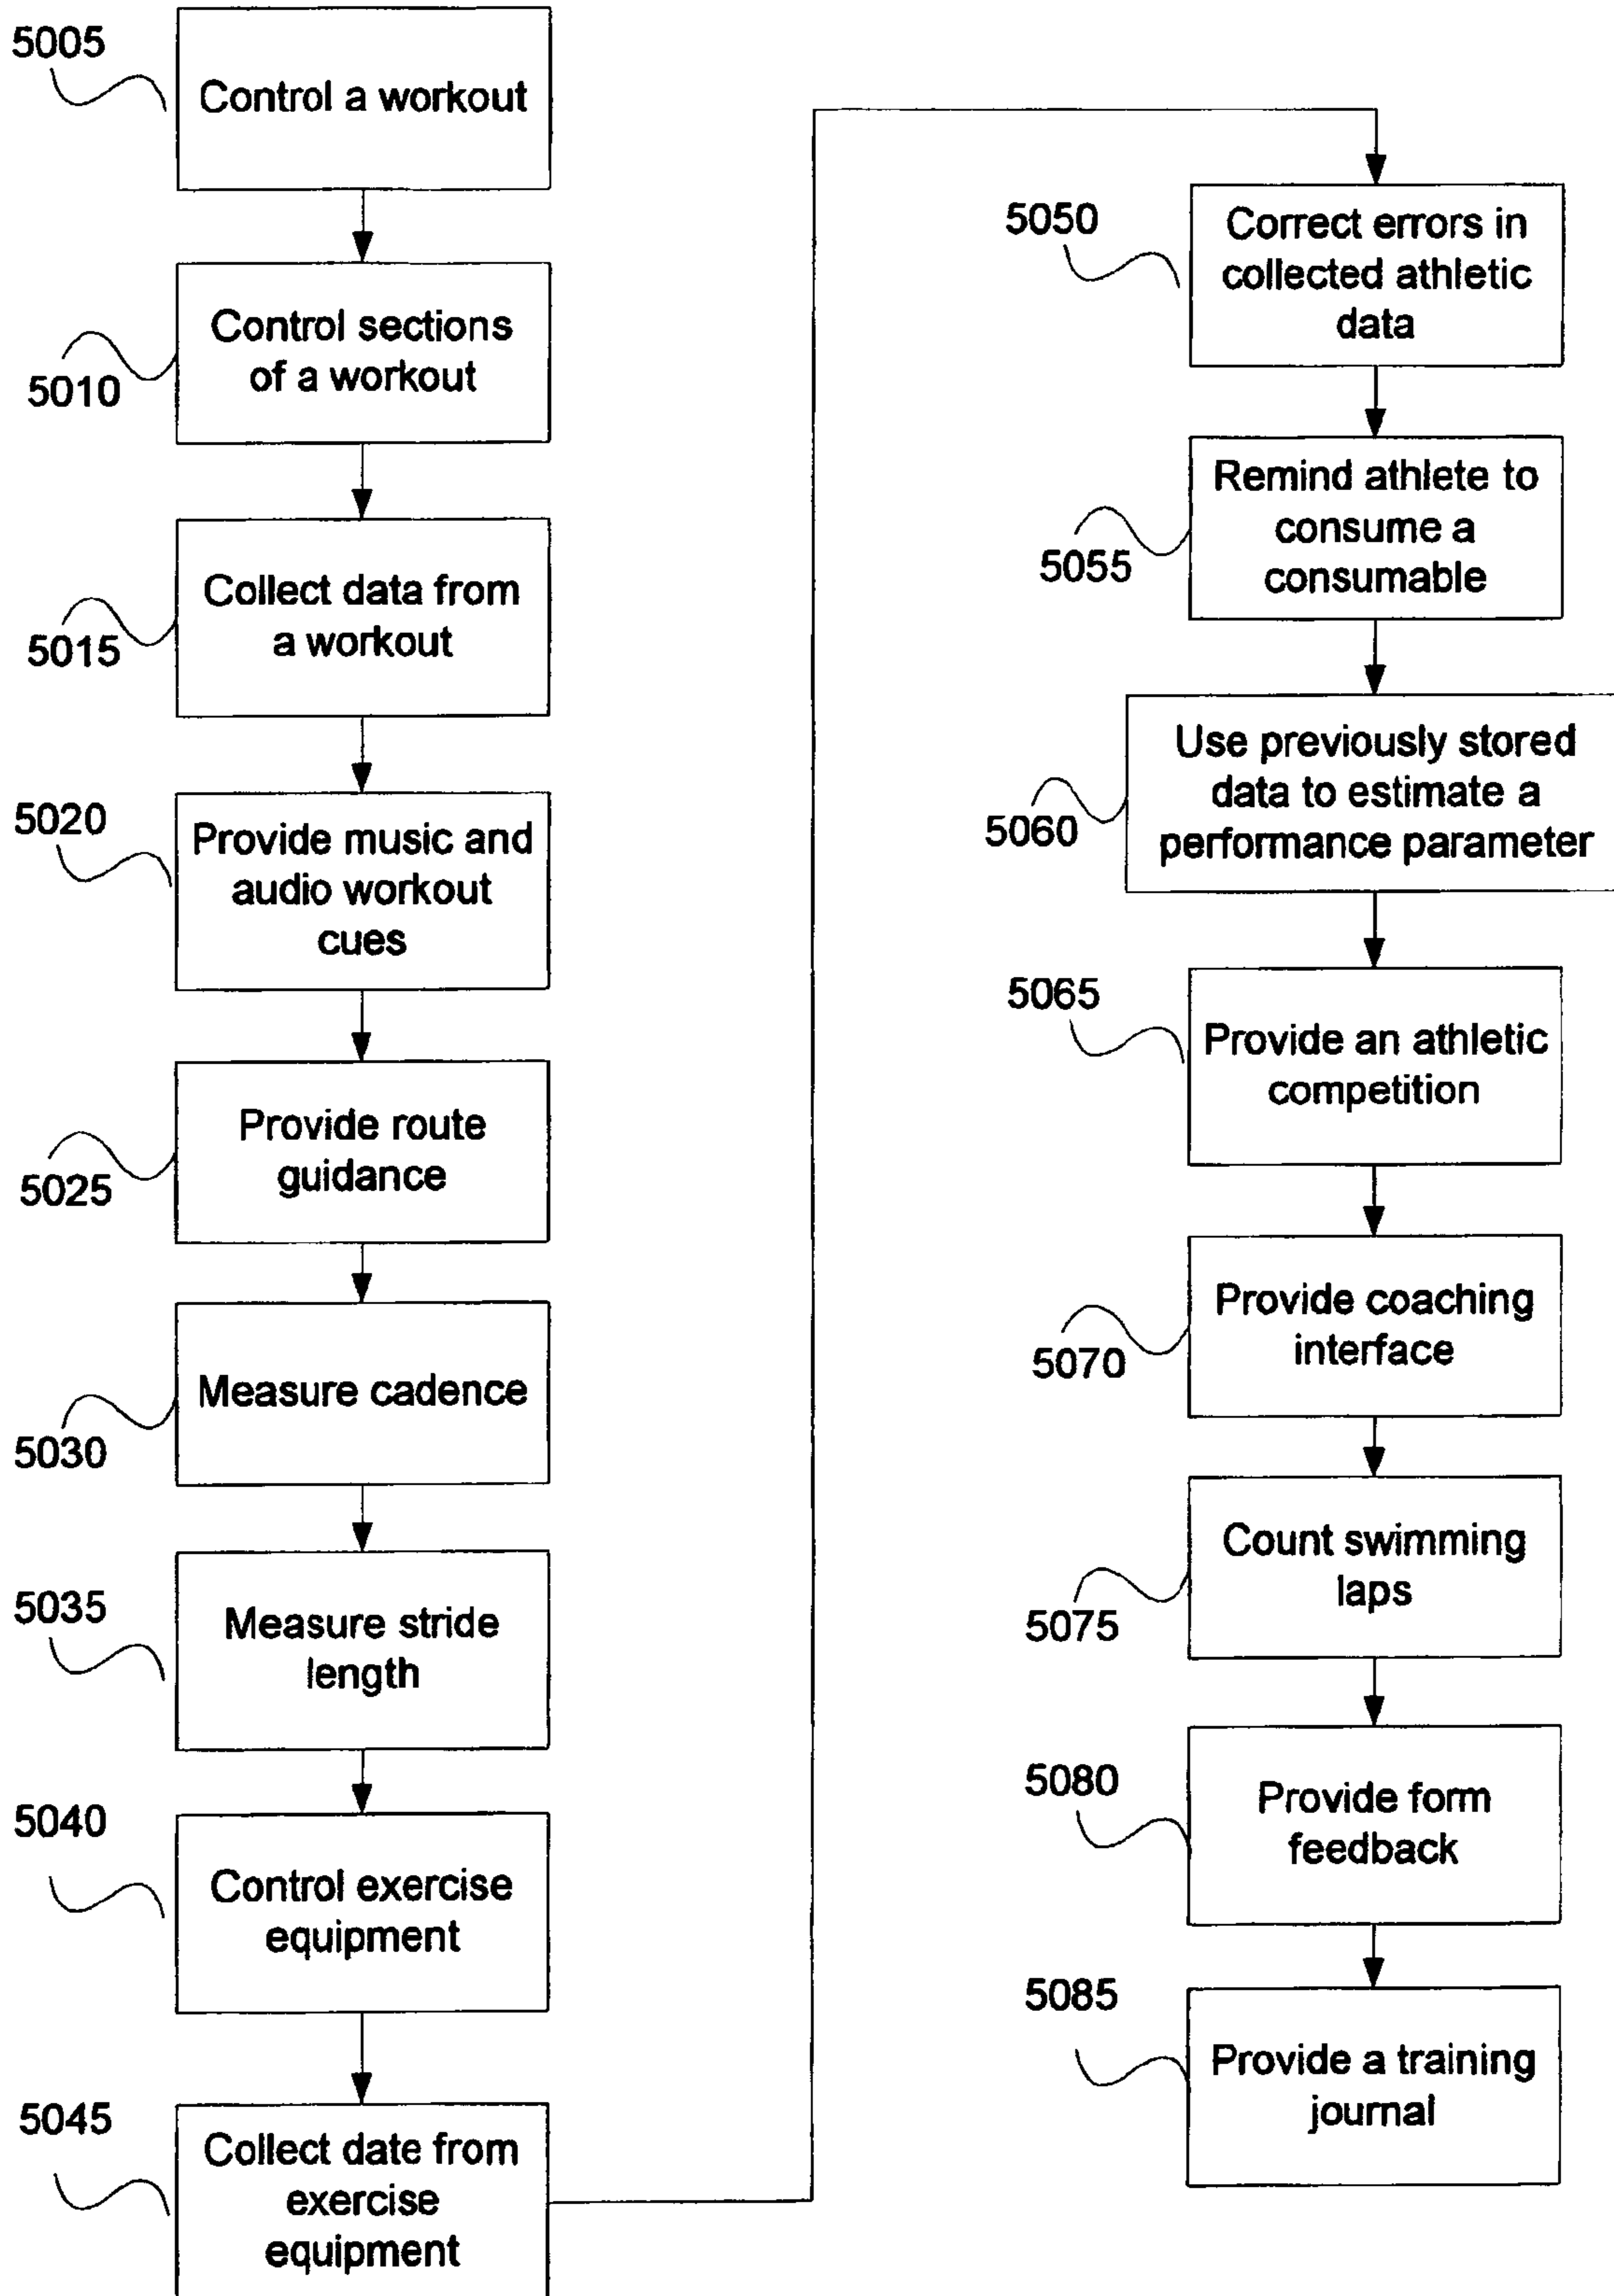 5005
Control a workout
Control sections
of a workout
5010
Collect data from
a workout
5015
5020
Provide music and
audio workout
cues
Provide route
guidance
5025
Measure cadence
5030
5035
Measure stride
length
5040
Control exercise
equipment
5045
Collect date from
exercise
equipment
5050
Correct errors in
collected athletic
data
Remind athlete to
consume a
consumable
5055
Use previously stored
data to estimate a
performance parameter
5060
5065
Provide an athletic
competition
Provide coaching
interface
5070
Count swimming
laps
5075
5080
Provide form
feedback
5085
Provide a training
journal